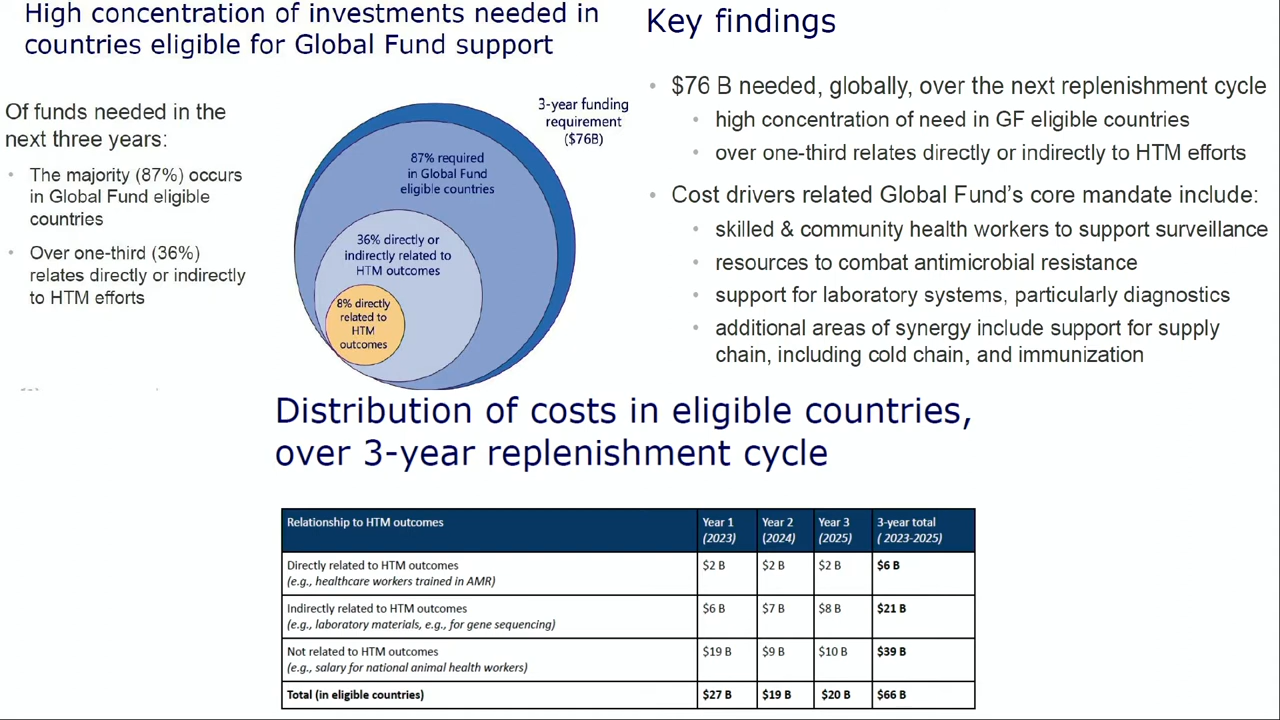 High concentration of investments needed in
countries eligible for Global Fund support
Of funds needed in the
next three years:
• The majority (87%) occurs
in Global Fund eligible
countries
• Over one-third (36%)
relates directly or indirectly
to HTM efforts
3-year funding
requirement
($76B)
87% required
in Global Fund
eligible countries
36% directly or
indirectly related to
HTM outcomes
8% directly
related to
HTM
outcomes
Key findings
• $76 B needed, globally, over the next replenishment cycle
• high concentration of need in GF eligible countries
• over one-third relates directly or indirectly to HTM efforts
• Cost drivers related Global Fund's core mandate include:
• skilled & community health workers to support surveillance
• resources to combat antimicrobial resistance
• support for laboratory systems, particularly diagnostics
• additional areas of synergy include support for supply
chain, including cold chain, and immunization
Distribution of costs in eligible countries,
over 3-year replenishment cycle
Relationship to HTM outcomes Year 1 Year 2 Year 3 3-year total
(2023) (2024) (2025) ( 2023-2025)
Directly related to HTM outcomes $2 B $2 B $2 B $6 B
(e.g., healthcare workers trained in AMR)
Indirectly related to HTM outcomes $6 B $7 B $8 B $21 B
(e.g., laboratory materials, e.g., for gene sequencing)
Not related to HTM outcomes $19 B $9 B $10 B $39 B
(e.g., salary for national animal health workers)
Total (in eligible countries) $27 B $19 B $20 B $66 B